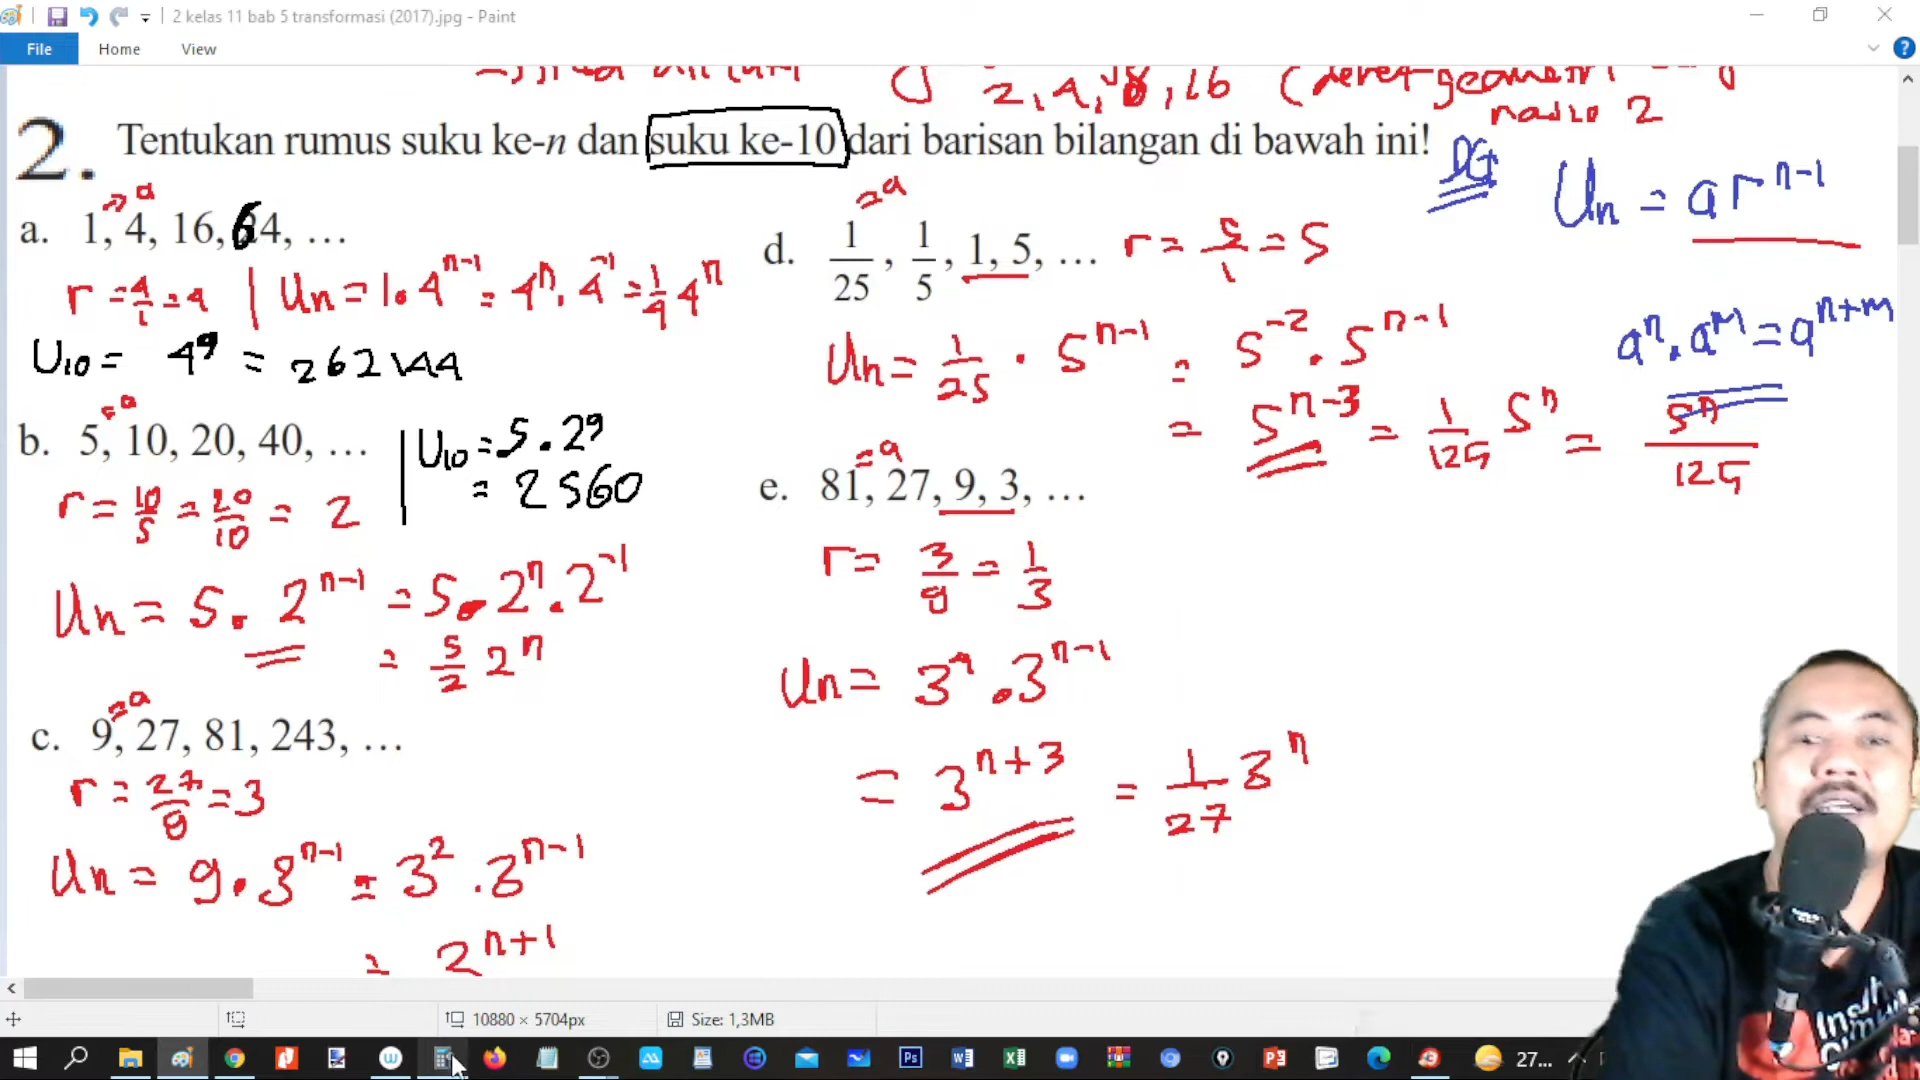 2 kelas 11 bab 5 transformasi (2017).jpg - Paint
File Home View
2, 4, 8, 16 (deret geometri
rasio 2
2. Tentukan rumus suku ke-n dan suku ke-10 dari barisan bilangan di bawah ini!
DG Un = ar^n-1
=> a
a. 1, 4, 16, 64, …
r = 4/1 = 4 | Un = 1 . 4^n-1 = 4^n . 4^-1 = 1/4 4^n
U10 = 4^9 = 262144
= a
b. 5, 10, 20, 40, …
U10 = 5 . 2^9
= 2560
r = 10/5 = 20/10 = 2
Un = 5 . 2^n-1 = 5 . 2^n . 2^-1
= 5/2 2^n
= a
c. 9, 27, 81, 243, …
r = 27/9 = 3
Un = 9 . 3^n-1 = 3^2 . 3^n-1
= 3^n+1
= a
d. 1/25, 1/5, 1, 5, … r = 5/1 = 5
Un = 1/25 . 5^n-1 = 5^-2 . 5^n-1
a^n . a^m = a^n+m
= 5^n-3 = 1/125 5^n = 5^n/125
= a
e. 81, 27, 9, 3, …
r = 3/9 = 1/3
Un = 3^4 . 3^n-1
= 3^n+3 = 1/27 3^n
10880 × 5704px Size: 1,3MB
27...